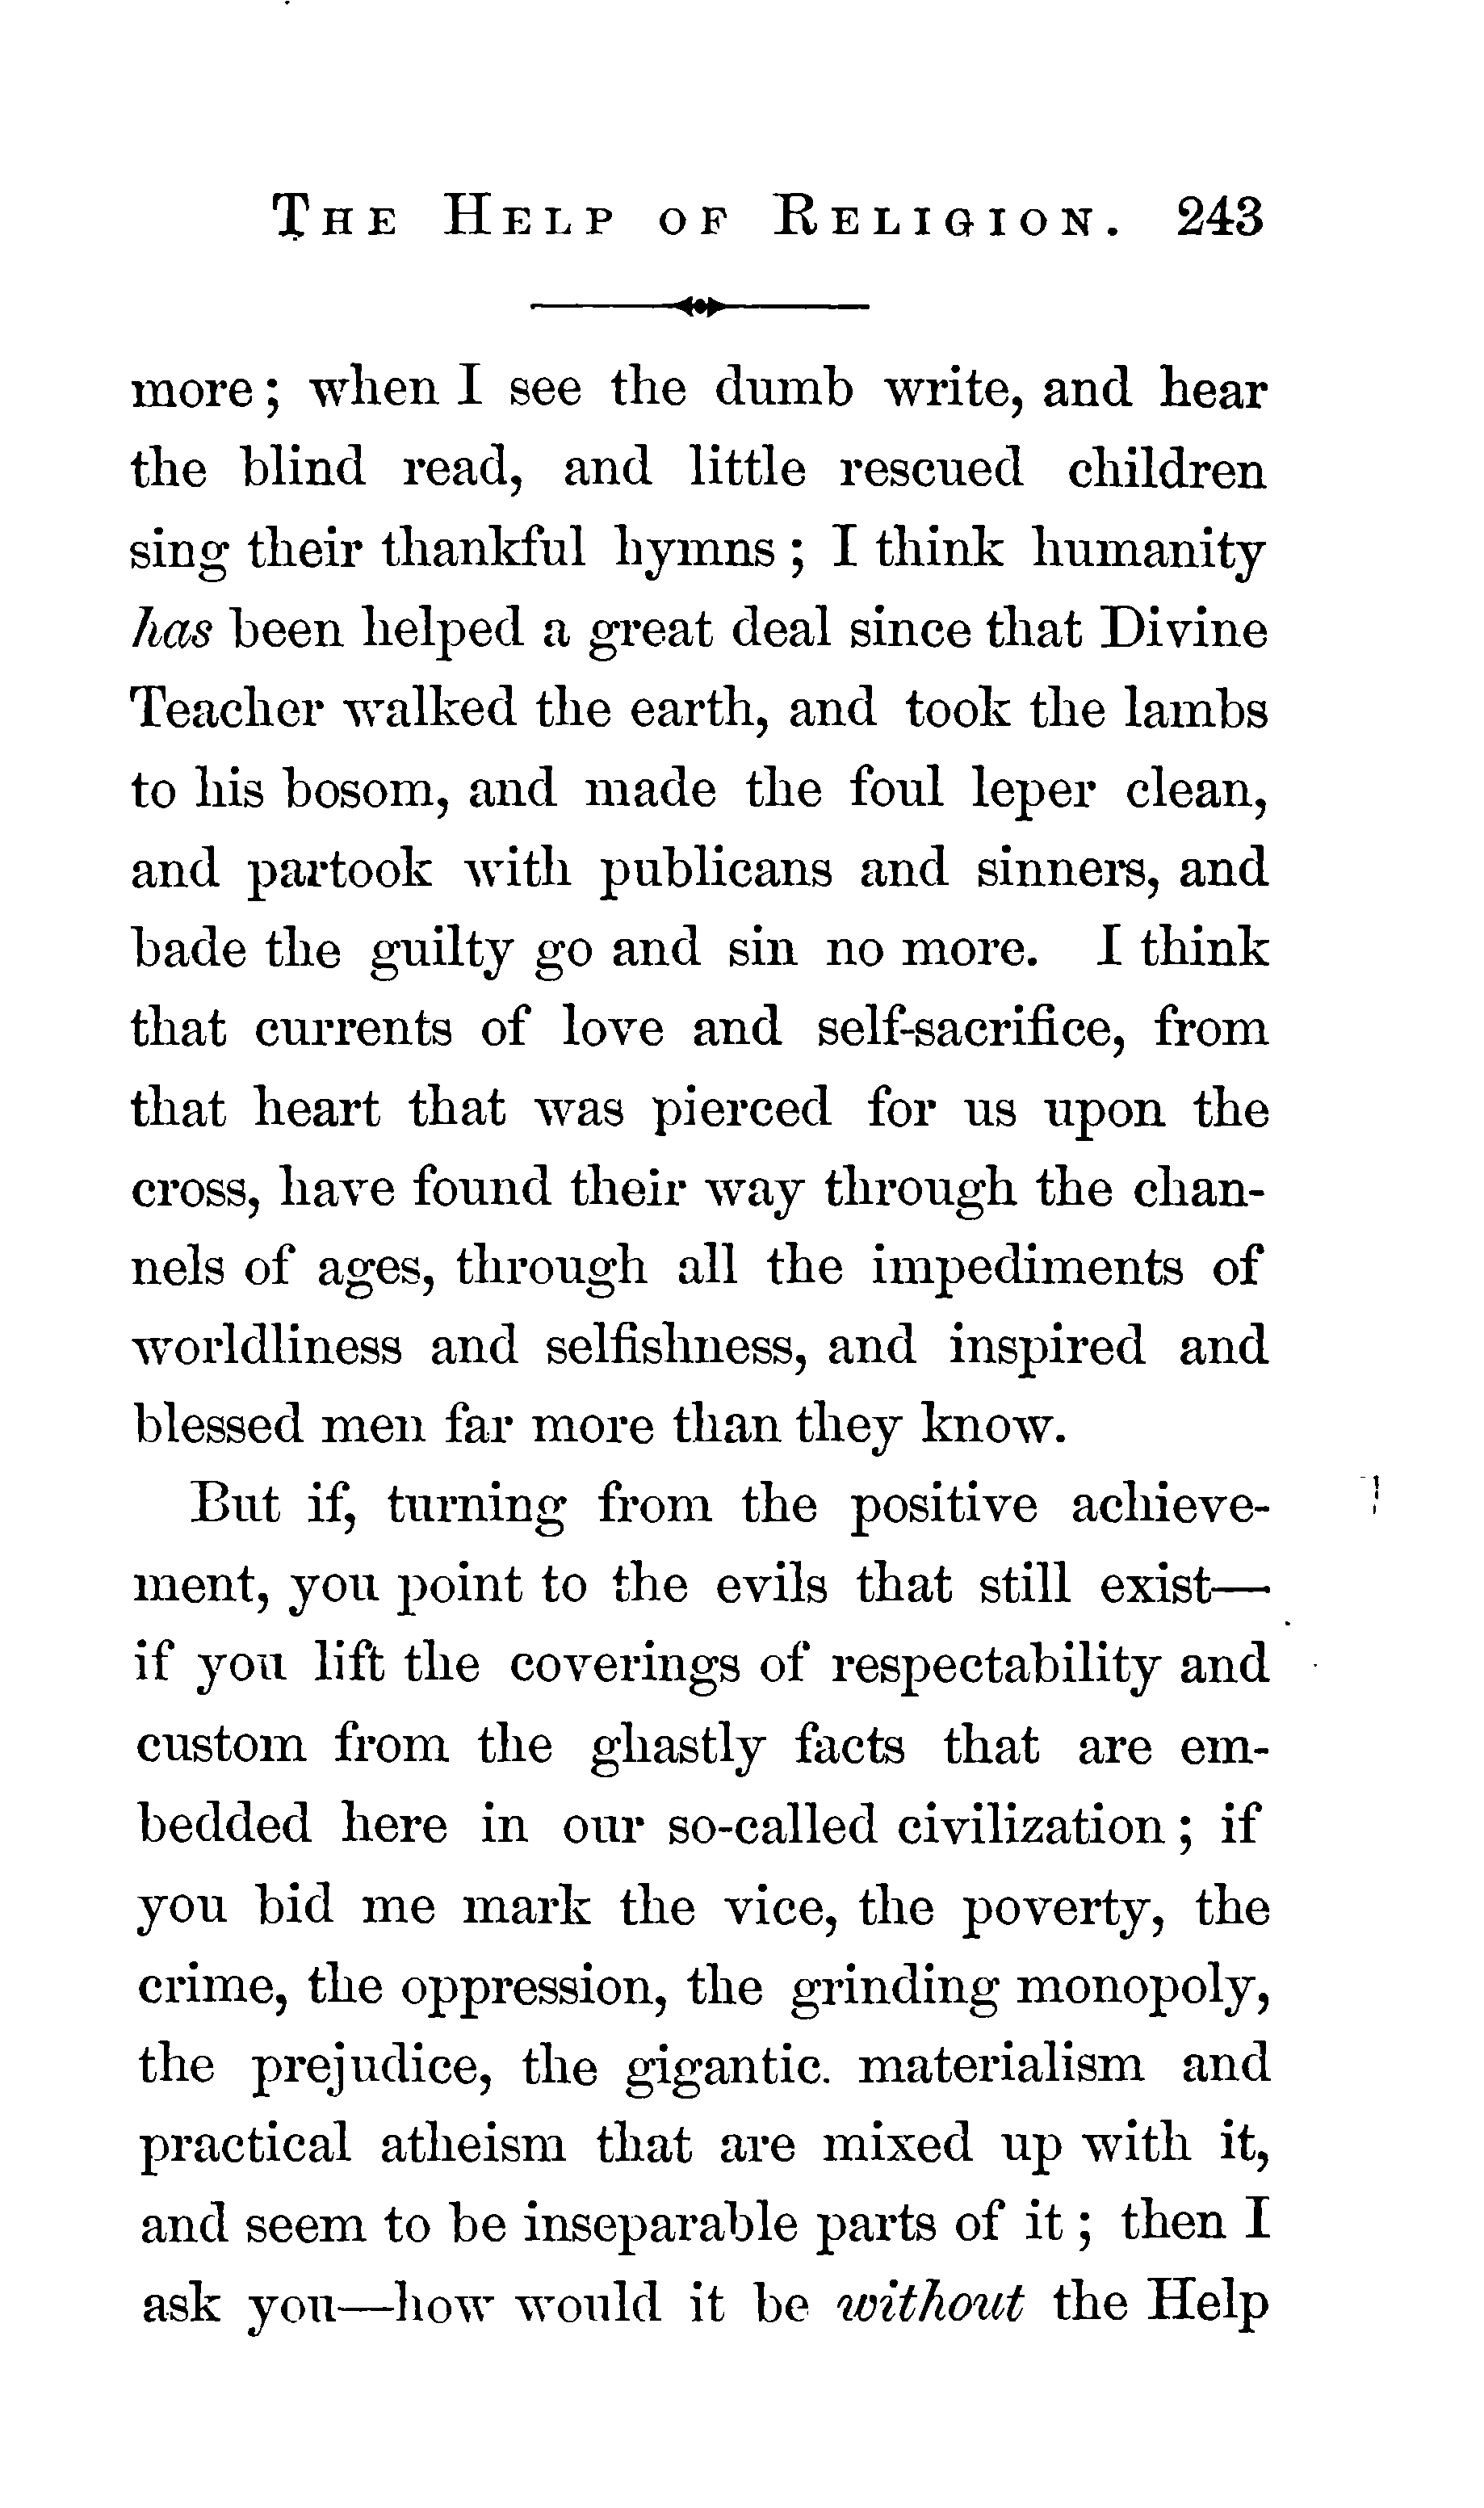 THE HELP OF RELIGION. 243
more; when I see the dumb write, and hear
the blind read, and little rescued children
sing their thankful hymns; I think humanity
has been helped a great deal since that Divine
Teacher walked the earth, and took the lambs
to his bosom, and made the foul leper clean,
and partook with publicans and sinners, and
bade the guilty go and sin no more. I think
that currents of love and self-sacrifice, from
that heart that was pierced for us upon the
cross, have found their way through the chan-
nels of ages, through all the impediments of
worldliness and selfishness, and inspired and
blessed men far more than they know.
But if, turning from the positive achieve-
ment, you point to the evils that still exist—
if you lift the coverings of respectability and
custom from the ghastly facts that are em-
bedded here in our so-called civilization; if
you bid me mark the vice, the poverty, the
crime, the oppression, the grinding monopoly,
the prejudice, the gigantic. materialism and
practical atheism that are mixed up with it,
and seem to be inseparable parts of it; then I
ask you—how would it be without the Help